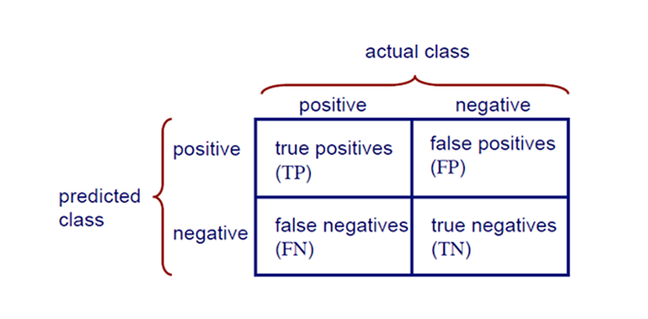 actual class
positive negative
positive
true positives
(TP)
false positives
(FP)
predicted
class
negative
false negatives
(FN)
true negatives
(TN)